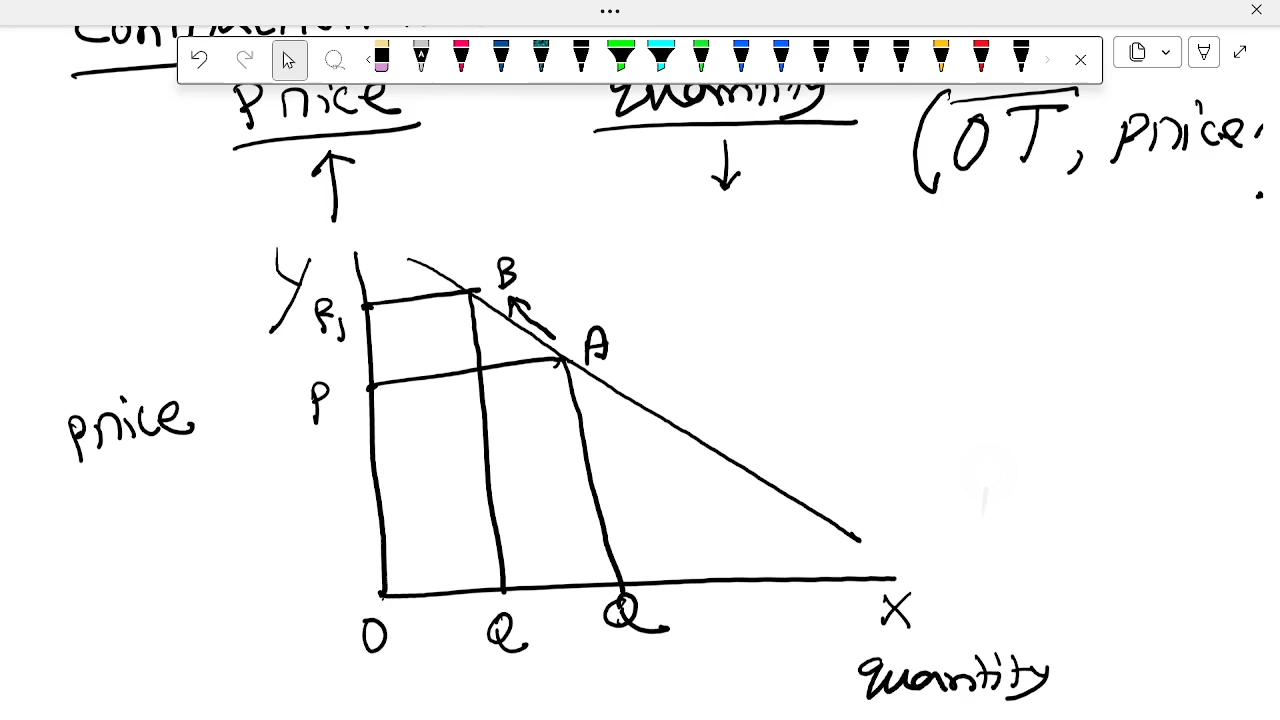 Price quantity
(OT, price
Y
B
P1
A
P
price
O Q Q X
quantity